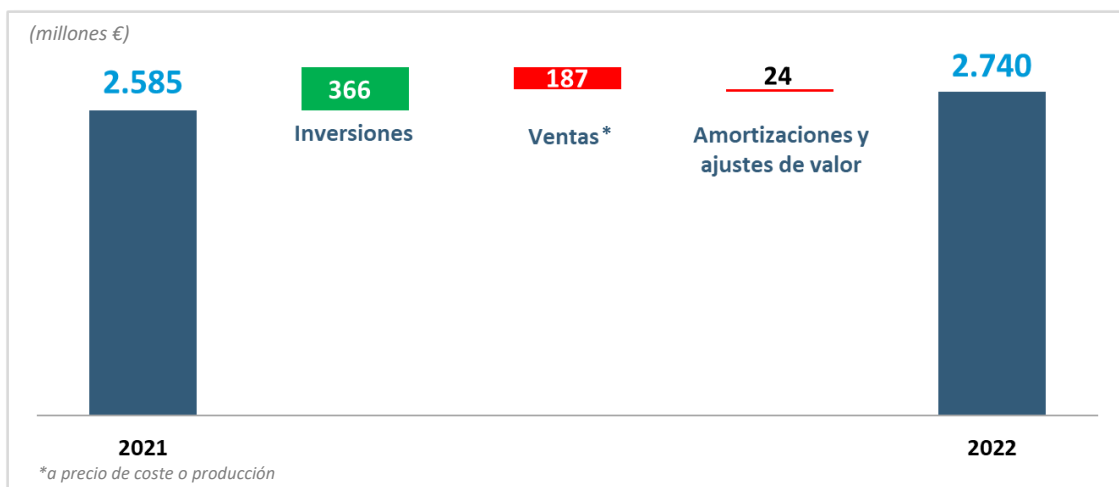 (millones €)
2.585
366
187
24
2.740
Inversiones
Ventas*
Amortizaciones y
ajustes de valor
2021
2022
*a precio de coste o producción